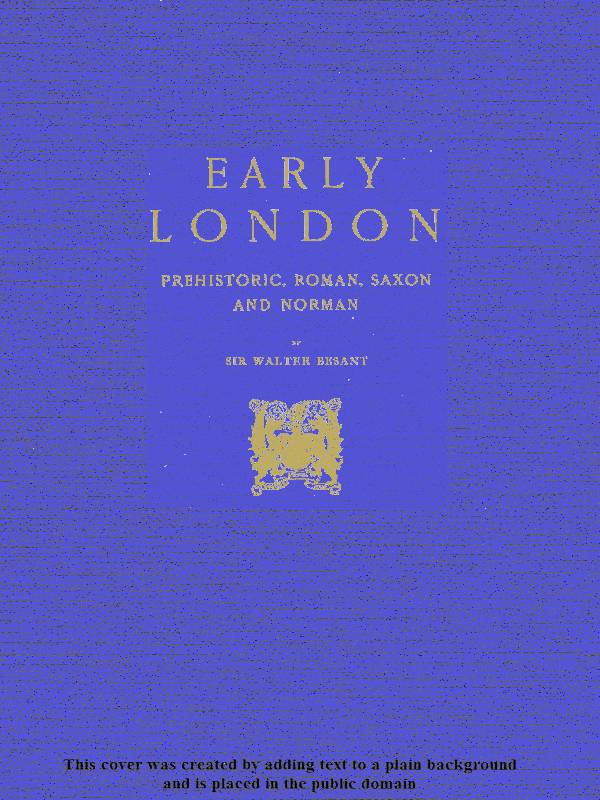 EARLY
LONDON
PREHISTORIC, ROMAN, SAXON
AND NORMAN
BY
SIR WALTER BESANT
This cover was created by adding text to a plain background
and is placed in the public domain